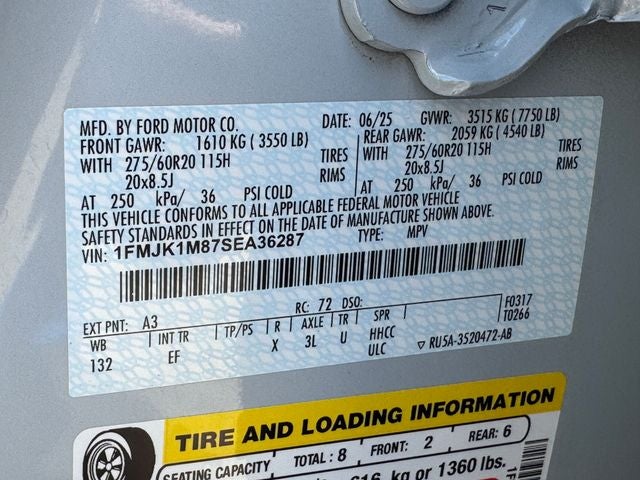 MFD. BY FORD MOTOR CO. DATE: 06/25 GVWR: 3515 KG ( 7750 LB)
FRONT GAWR: 1610 KG ( 3550 LB) REAR GAWR: 2059 KG ( 4540 LB)
WITH 275/60R20 115H TIRES WITH 275/60R20 115H TIRES
20x8.5J RIMS 20x8.5J RIMS
AT 250 kPa/ 36 PSI COLD AT 250 kPa/ 36 PSI COLD
THIS VEHICLE CONFORMS TO ALL APPLICABLE FEDERAL MOTOR VEHICLE
SAFETY STANDARDS IN EFFECT ON THE DATE OF MANUFACTURE SHOWN ABOVE.
VIN: 1FMJK1M87SEA36287 TYPE: MPV
F0317
T0266
EXT PNT: A3 RC: 72 DSO:
WB INT TR TP/PS R AXLE TR SPR
132 EF X 3L U HHCC
ULC ▽ RU5A-3520472-AB
TIRE AND LOADING INFORMATION
SEATING CAPACITY TOTAL: 8 FRONT: 2 REAR: 6
kg or 1360 lbs.